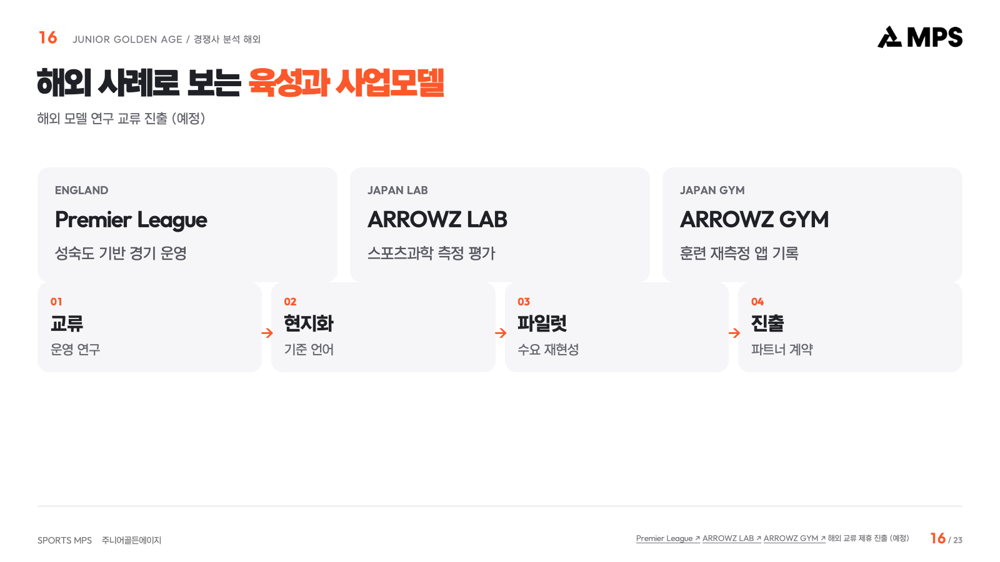 16 JUNIOR GOLDEN AGE / 경쟁사 분석 해외
MPS
해외 사례로 보는 육성과 사업모델
해외 모델 연구 교류 진출 (예정)
ENGLAND
Premier League
성숙도 기반 경기 운영
JAPAN LAB
ARROWZ LAB
스포츠과학 측정 평가
JAPAN GYM
ARROWZ GYM
훈련 재측정 앱 기록
01
교류
운영 연구
→
02
현지화
기준 언어
→
03
파일럿
수요 재현성
→
04
진출
파트너 계약
SPORTS MPS 주니어골든에이지
Premier League ↗ ARROWZ LAB ↗ ARROWZ GYM ↗ 해외 교류 제휴 진출 (예정)
16 / 23